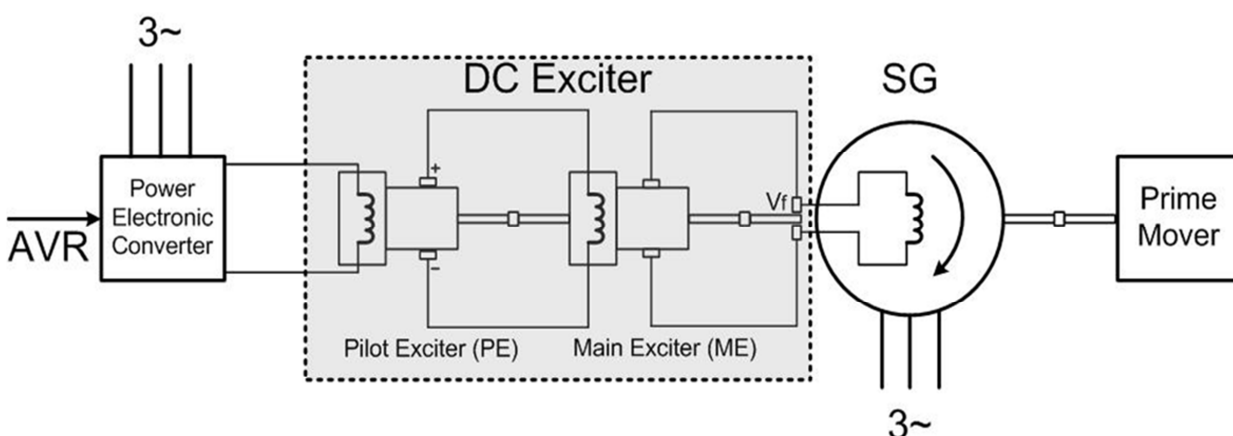 3~
DC Exciter
SG
Power
Electronic
Converter
AVR
+
−
Vf
Prime
Mover
Pilot Exciter (PE)
Main Exciter (ME)
3~